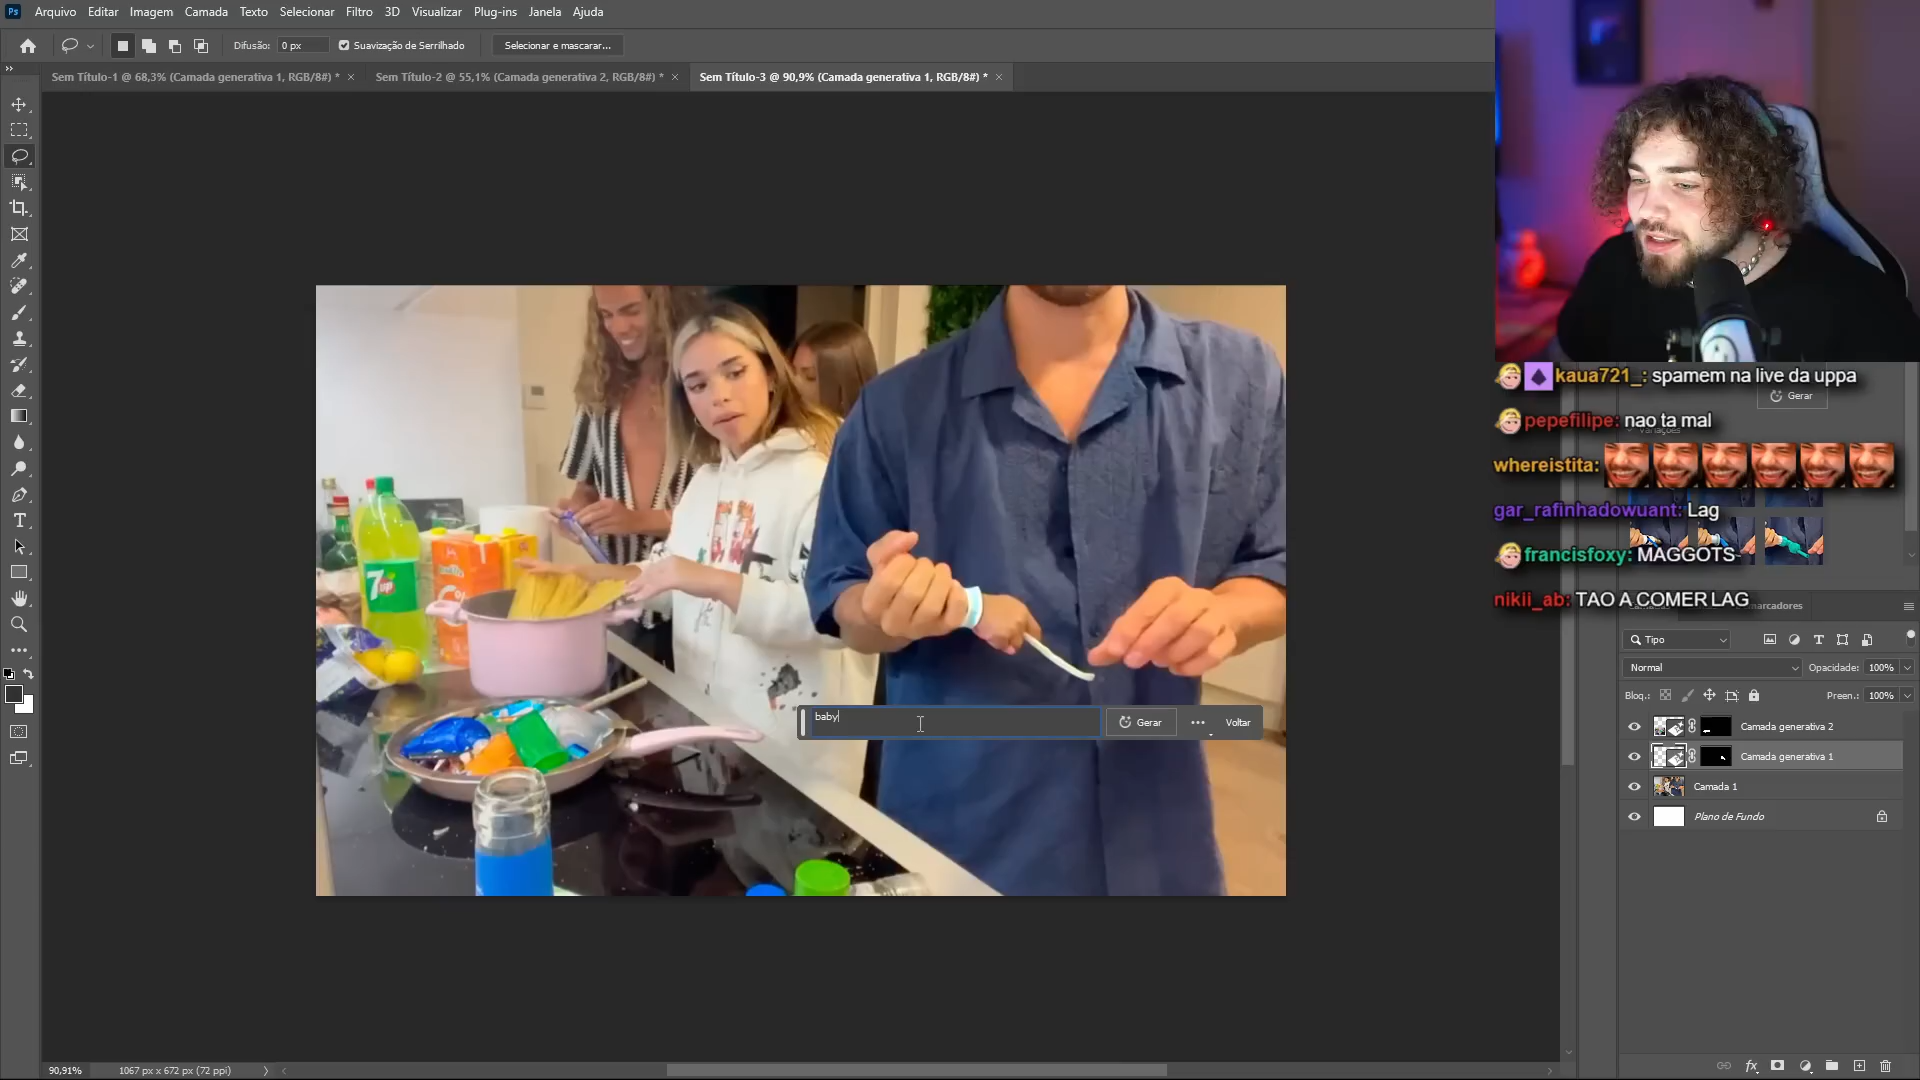 Ps Arquivo Editar Imagem Camada Texto Selecionar Filtro 3D Visualizar Plug-ins Janela Ajuda
Difusão: 0 px Suavização de Serrilhado Selecionar e mascarar...
Sem Título-1 @ 68,3% (Camada generativa 1, RGB/8#) * × Sem Título-2 @ 55,1% (Camada generativa 2, RGB/8#) * × Sem Título-3 @ 90,9% (Camada generativa 1, RGB/8#) * ×
kaua721_: spamem na live da uppa
Gerar
pepefilipe: nao ta mal
whereistita:
gar_rafinhadowuant: Lag
francisfoxy: MAGGOTS
nikii_ab: TAO A COMER LAG
7up
baby
Gerar ... Voltar
Tipo
Normal Opacidade: 100%
Bloq.: Preen.: 100%
Camada generativa 2
Camada generativa 1
Camada 1
Plano de Fundo
90,91% 1067 px x 672 px (72 ppi)